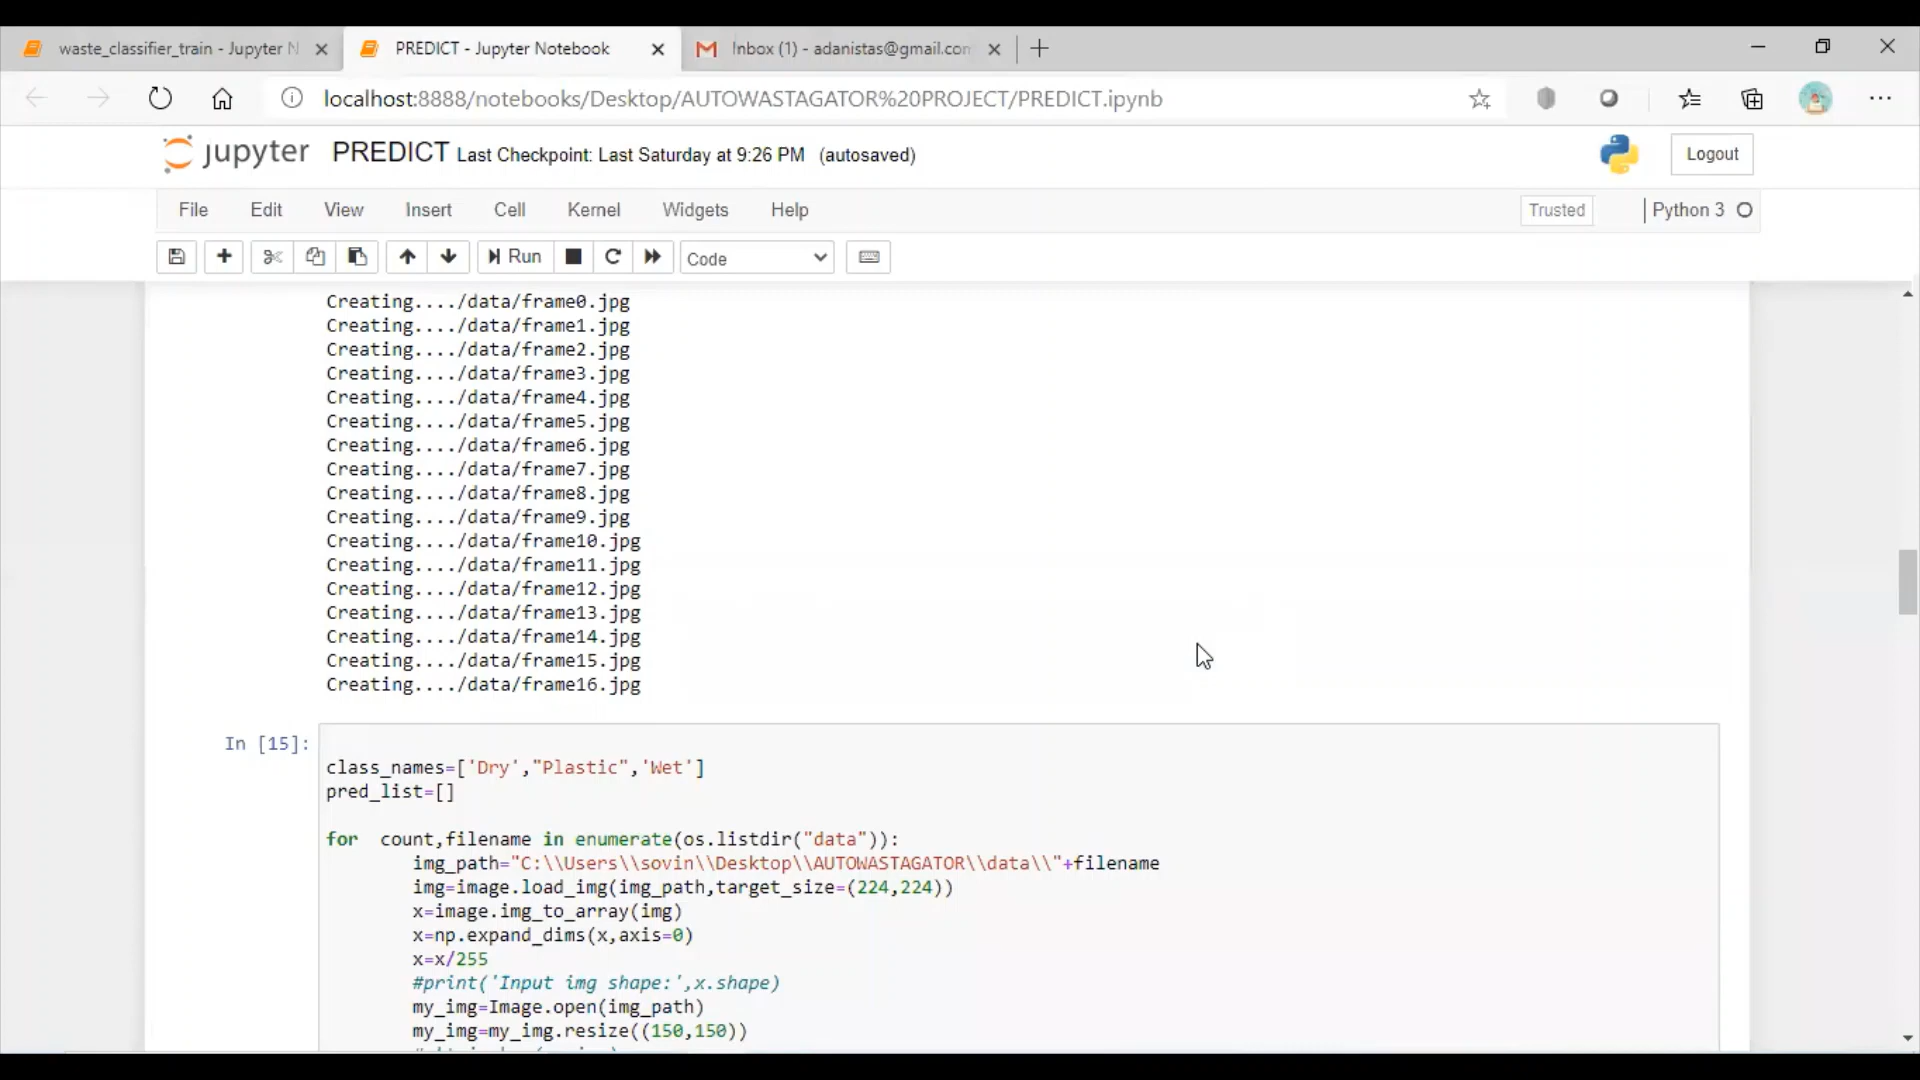 waste_classifier_train - Jupyter N
PREDICT - Jupyter Notebook
Inbox (1) - adanistas@gmail.com
localhost:8888/notebooks/Desktop/AUTOWASTAGATOR%20PROJECT/PREDICT.ipynb
jupyter PREDICT Last Checkpoint: Last Saturday at 9:26 PM (autosaved)
Logout
File Edit View Insert Cell Kernel Widgets Help
Trusted
Python 3
Run
Code
Creating..../data/frame0.jpg
Creating..../data/frame1.jpg
Creating..../data/frame2.jpg
Creating..../data/frame3.jpg
Creating..../data/frame4.jpg
Creating..../data/frame5.jpg
Creating..../data/frame6.jpg
Creating..../data/frame7.jpg
Creating..../data/frame8.jpg
Creating..../data/frame9.jpg
Creating..../data/frame10.jpg
Creating..../data/frame11.jpg
Creating..../data/frame12.jpg
Creating..../data/frame13.jpg
Creating..../data/frame14.jpg
Creating..../data/frame15.jpg
Creating..../data/frame16.jpg
In [15]:
class_names=['Dry',"Plastic",'Wet']
pred_list=[]
for  count,filename in enumerate(os.listdir("data")):
        img_path="C:\\Users\\sovin\\Desktop\\AUTOWASTAGATOR\\data\\"+filename
        img=image.load_img(img_path,target_size=(224,224))
        x=image.img_to_array(img)
        x=np.expand_dims(x,axis=0)
        x=x/255
        #print('Input img shape:',x.shape)
        my_img=Image.open(img_path)
        my_img=my_img.resize((150,150))